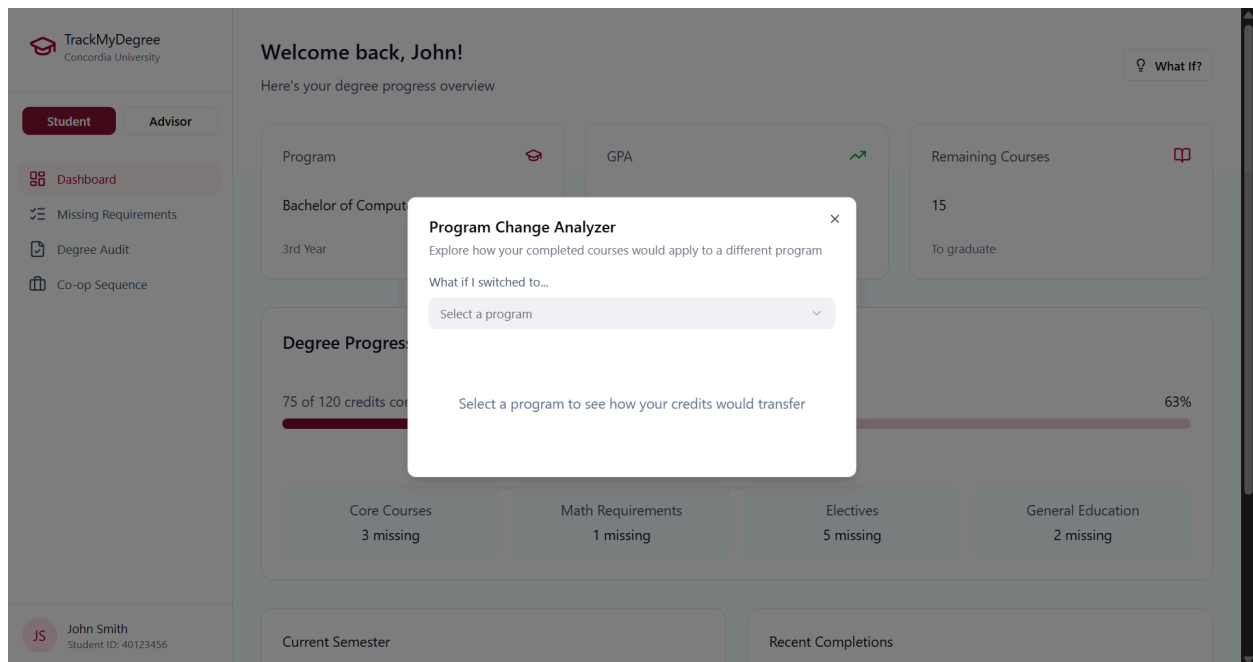 TrackMyDegree
Concordia University
Student
Advisor
Dashboard
Missing Requirements
Degree Audit
Co-op Sequence
JS
John Smith
Student ID: 40123456
Welcome back, John!
Here's your degree progress overview
What If?
Program
Bachelor of Comput
3rd Year
GPA
Remaining Courses
15
To graduate
Program Change Analyzer
Explore how your completed courses would apply to a different program
What if I switched to...
Select a program
Select a program to see how your credits would transfer
Degree Progres
75 of 120 credits co
63%
Core Courses
3 missing
Math Requirements
1 missing
Electives
5 missing
General Education
2 missing
Current Semester
Recent Completions